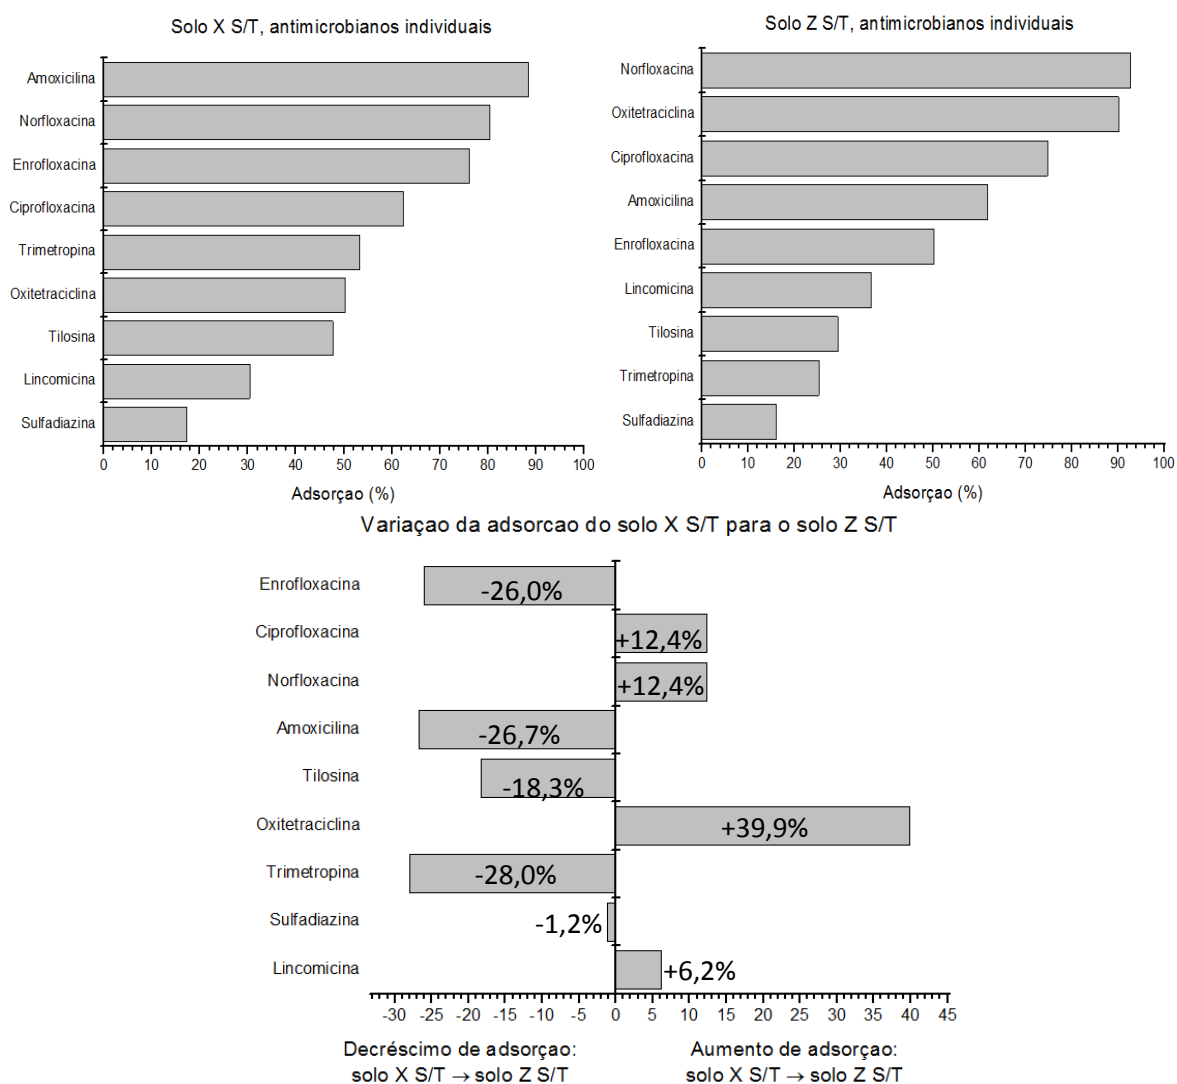 Solo X S/T, antimicrobianos individuais
Amoxicilina
Norfloxacina
Enrofloxacina
Ciprofloxacina
Trimetropina
Oxitetraciclina
Tilosina
Lincomicina
Sulfadiazina
0 10 20 30 40 50 60 70 80 90 100
Adsorçao (%)
Solo Z S/T, antimicrobianos individuais
Norfloxacina
Oxitetraciclina
Ciprofloxacina
Amoxicilina
Enrofloxacina
Lincomicina
Tilosina
Trimetropina
Sulfadiazina
0 10 20 30 40 50 60 70 80 90 100
Adsorçao (%)
Variaçao da adsorcao do solo X S/T para o solo Z S/T
Enrofloxacina -26,0%
Ciprofloxacina +12,4%
Norfloxacina +12,4%
Amoxicilina -26,7%
Tilosina -18,3%
Oxitetraciclina +39,9%
Trimetropina -28,0%
Sulfadiazina -1,2%
Lincomicina +6,2%
-30 -25 -20 -15 -10 -5 0 5 10 15 20 25 30 35 40 45
Decréscimo de adsorçao:
solo X S/T → solo Z S/T
Aumento de adsorçao:
solo X S/T → solo Z S/T